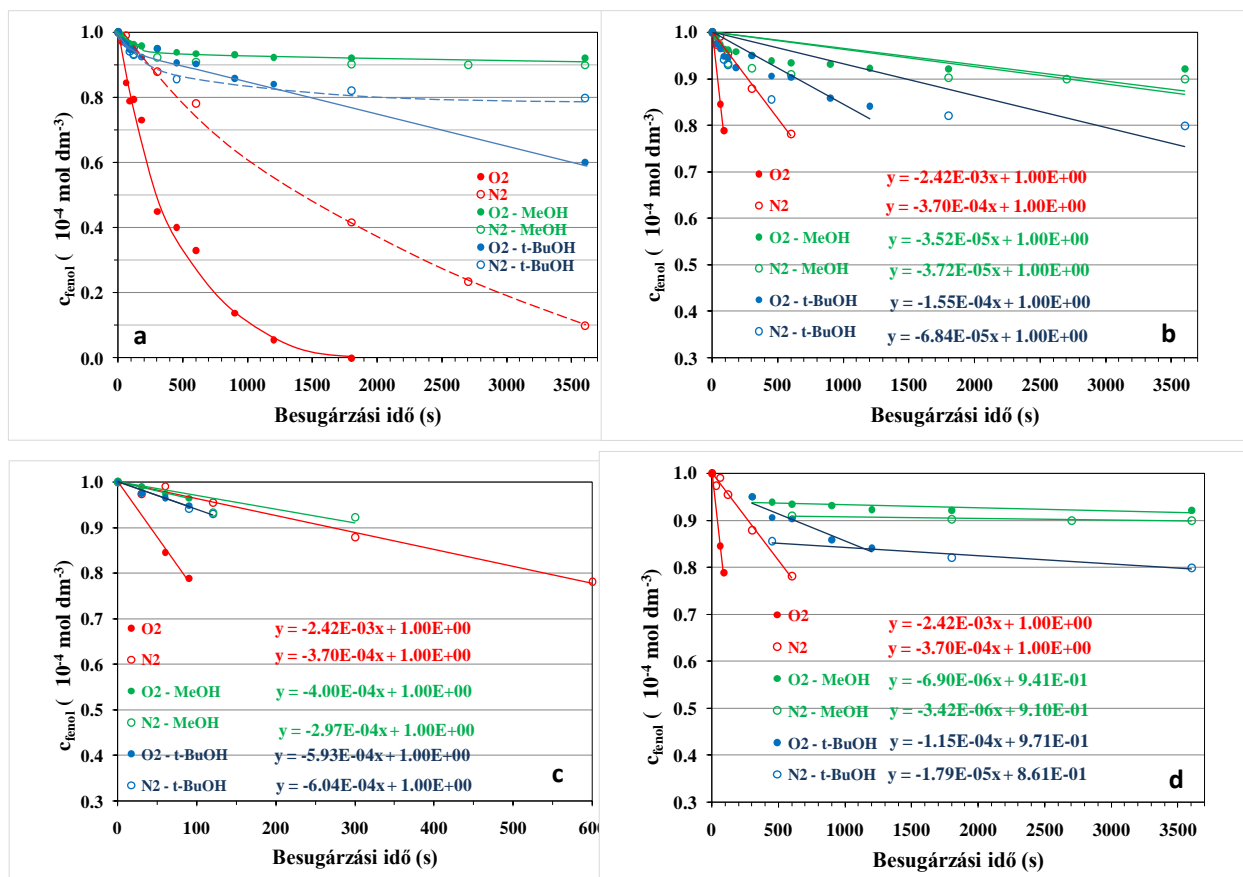 1.0
0.8
0.6
0.4
0.2
0.0
c_fenol ( 10⁻⁴ mol dm⁻³)
O2
N2
O2 - MeOH
N2 - MeOH
O2 - t-BuOH
N2 - t-BuOH
a
0 500 1000 1500 2000 2500 3000 3500
Besugárzási idő (s)
1.0
0.9
0.8
0.7
0.6
0.5
0.4
0.3
c_fenol ( 10⁻⁴ mol dm⁻³)
O2 y = -2.42E-03x + 1.00E+00
N2 y = -3.70E-04x + 1.00E+00
O2 - MeOH y = -3.52E-05x + 1.00E+00
N2 - MeOH y = -3.72E-05x + 1.00E+00
O2 - t-BuOH y = -1.55E-04x + 1.00E+00
N2 - t-BuOH y = -6.84E-05x + 1.00E+00
b
0 500 1000 1500 2000 2500 3000 3500
Besugárzási idő (s)
1.0
0.9
0.8
0.7
0.6
0.5
0.4
0.3
c_fenol ( 10⁻⁴ mol dm⁻³)
O2 y = -2.42E-03x + 1.00E+00
N2 y = -3.70E-04x + 1.00E+00
O2 - MeOH y = -4.00E-04x + 1.00E+00
N2 - MeOH y = -2.97E-04x + 1.00E+00
O2 - t-BuOH y = -5.93E-04x + 1.00E+00
N2 - t-BuOH y = -6.04E-04x + 1.00E+00
c
0 100 200 300 400 500 60
Besugárzási idő (s)
1.0
0.9
0.8
0.7
0.6
0.5
0.4
0.3
c_fenol ( 10⁻⁴ mol dm⁻³)
O2 y = -2.42E-03x + 1.00E+00
N2 y = -3.70E-04x + 1.00E+00
O2 - MeOH y = -6.90E-06x + 9.41E-01
N2 - MeOH y = -3.42E-06x + 9.10E-01
O2 - t-BuOH y = -1.15E-04x + 9.71E-01
N2 - t-BuOH y = -1.79E-05x + 8.61E-01
d
0 500 1000 1500 2000 2500 3000 3500
Besugárzási idő (s)